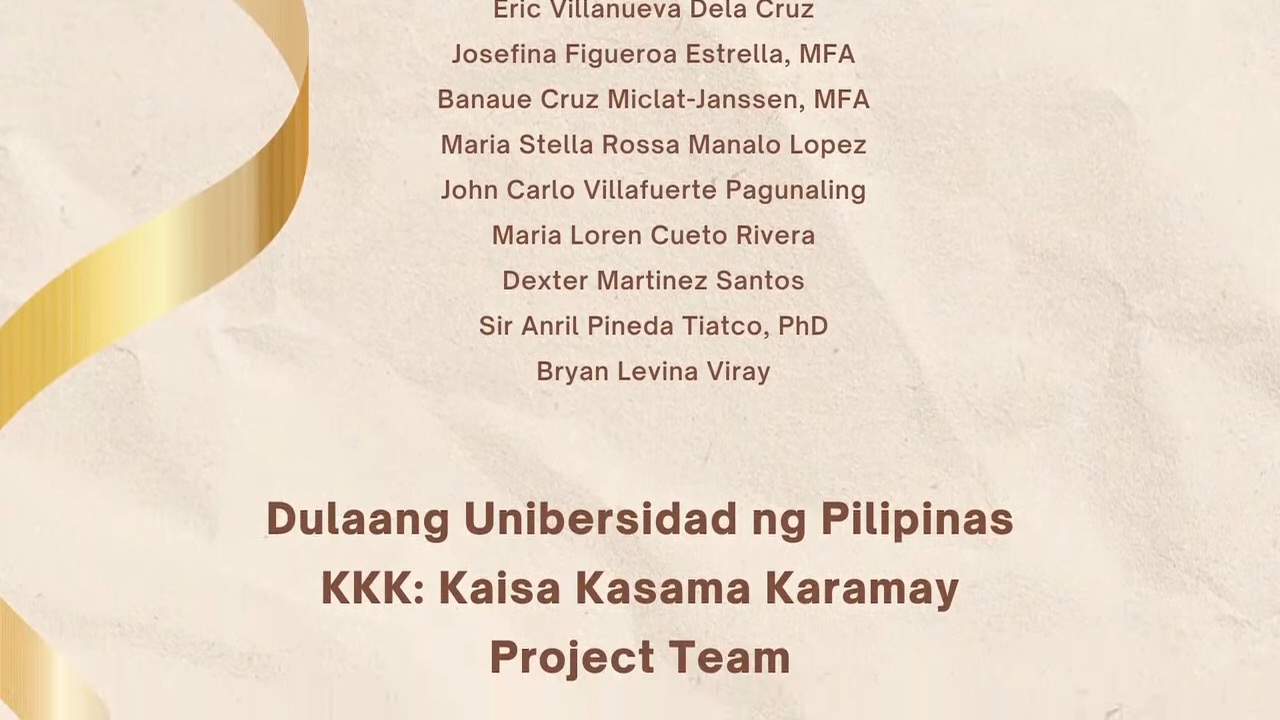 Eric Villanueva Dela Cruz
Josefina Figueroa Estrella, MFA
Banaue Cruz Miclat-Janssen, MFA
Maria Stella Rossa Manalo Lopez
John Carlo Villafuerte Pagunaling
Maria Loren Cueto Rivera
Dexter Martinez Santos
Sir Anril Pineda Tiatco, PhD
Bryan Levina Viray
Dulaang Unibersidad ng Pilipinas
KKK: Kaisa Kasama Karamay
Project Team